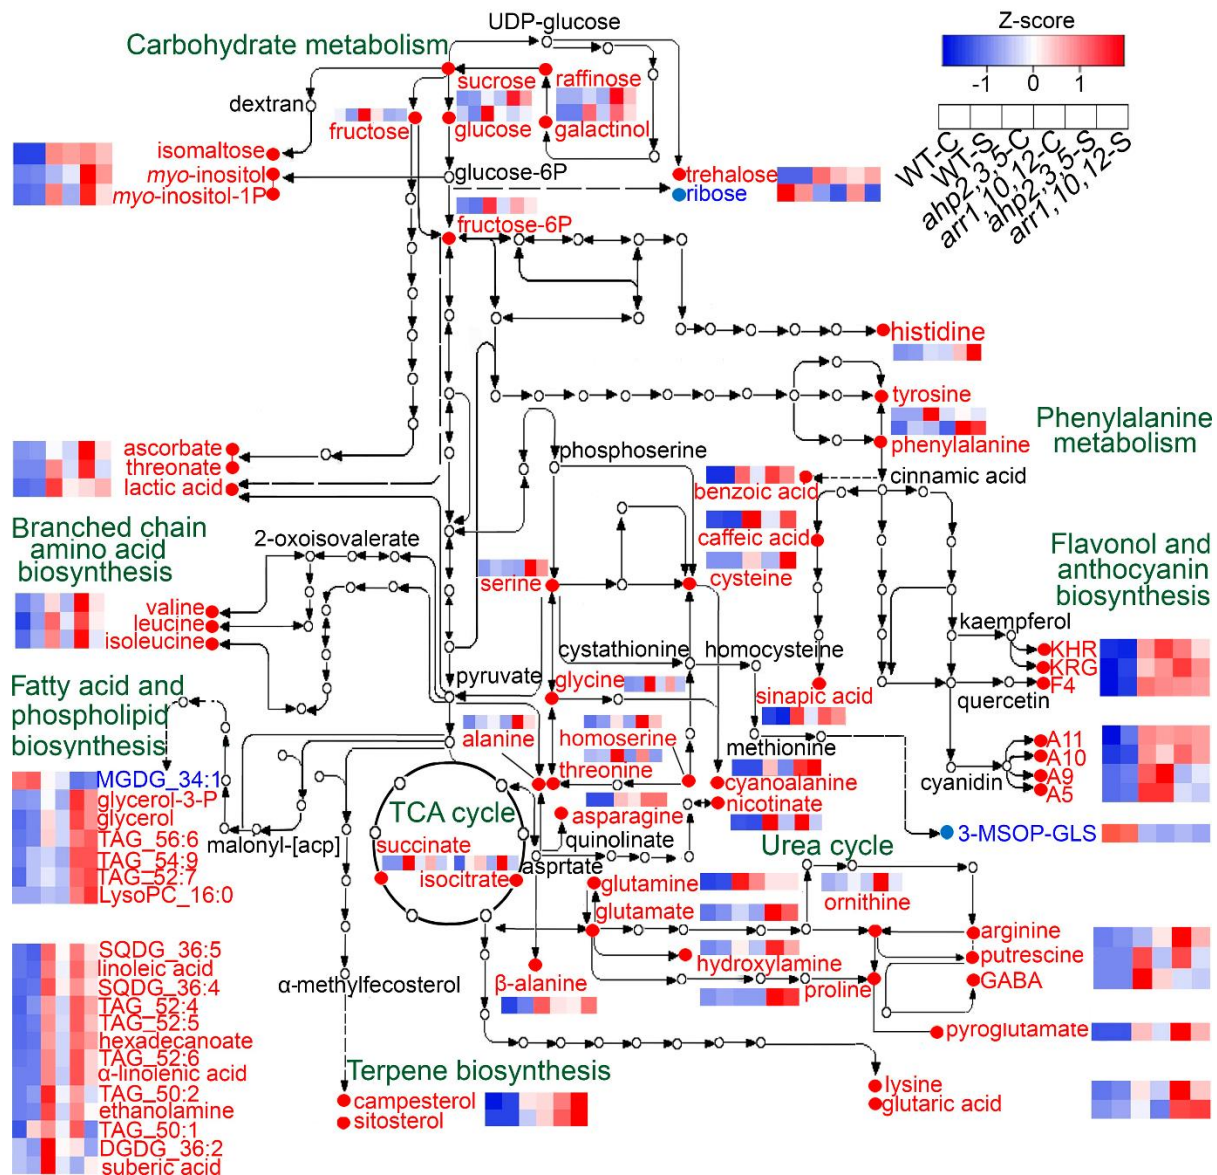 UDP-glucose
Carbohydrate metabolism
Z-score
-1 0 1
WT-C
WT-S
ahp2,3,5-C
arr1, 10, 12-C
ahp2,3,5-S
arr1, 10, 12-S
sucrose
raffinose
dextran
fructose
glucose
galactinol
isomaltose
myo-inositol
myo-inositol-1P
glucose-6P
trehalose
ribose
fructose-6P
histidine
tyrosine
phenylalanine
Phenylalanine
metabolism
ascorbate
threonate
lactic acid
phosphoserine
cinnamic acid
benzoic acid
caffeic acid
cysteine
Branched chain
amino acid
biosynthesis
2-oxoisovalerate
serine
Flavonol and
anthocyanin
biosynthesis
valine
leucine
isoleucine
kaempferol
KHR
KRG
F4
cystathionine
homocysteine
quercetin
Fatty acid and
phospholipid
biosynthesis
pyruvate
glycine
sinapic acid
alanine
homoserine
methionine
A11
A10
A9
A5
threonine
cyanoalanine
cyanidin
MGDG_34:1
glycerol-3-P
glycerol
TAG_56:6
TAG_54:9
TAG_52:7
LysoPC_16:0
TCA cycle
asparagine
nicotinate
malonyl-[acp]
quinolinate
Urea cycle
3-MSOP-GLS
succinate
isocitrate
asprtate
glutamine
ornithine
glutamate
arginine
putrescine
GABA
hydroxylamine
SQDG_36:5
linoleic acid
SQDG_36:4
TAG_52:4
TAG_52:5
hexadecanoate
TAG_52:6
α-linolenic acid
TAG_50:2
ethanolamine
TAG_50:1
DGDG_36:2
suberic acid
α-methylfecosterol
β-alanine
proline
pyroglutamate
Terpene biosynthesis
campesterol
sitosterol
lysine
glutaric acid